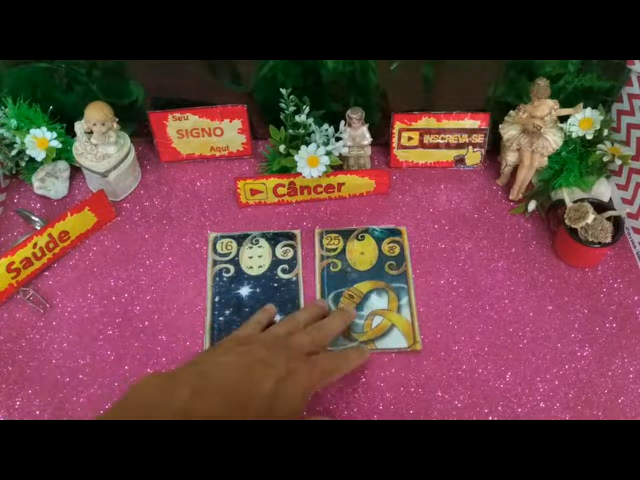 Seu
SIGNO
Aqui
INSCREVA-SE
Câncer
Saúde
16
25